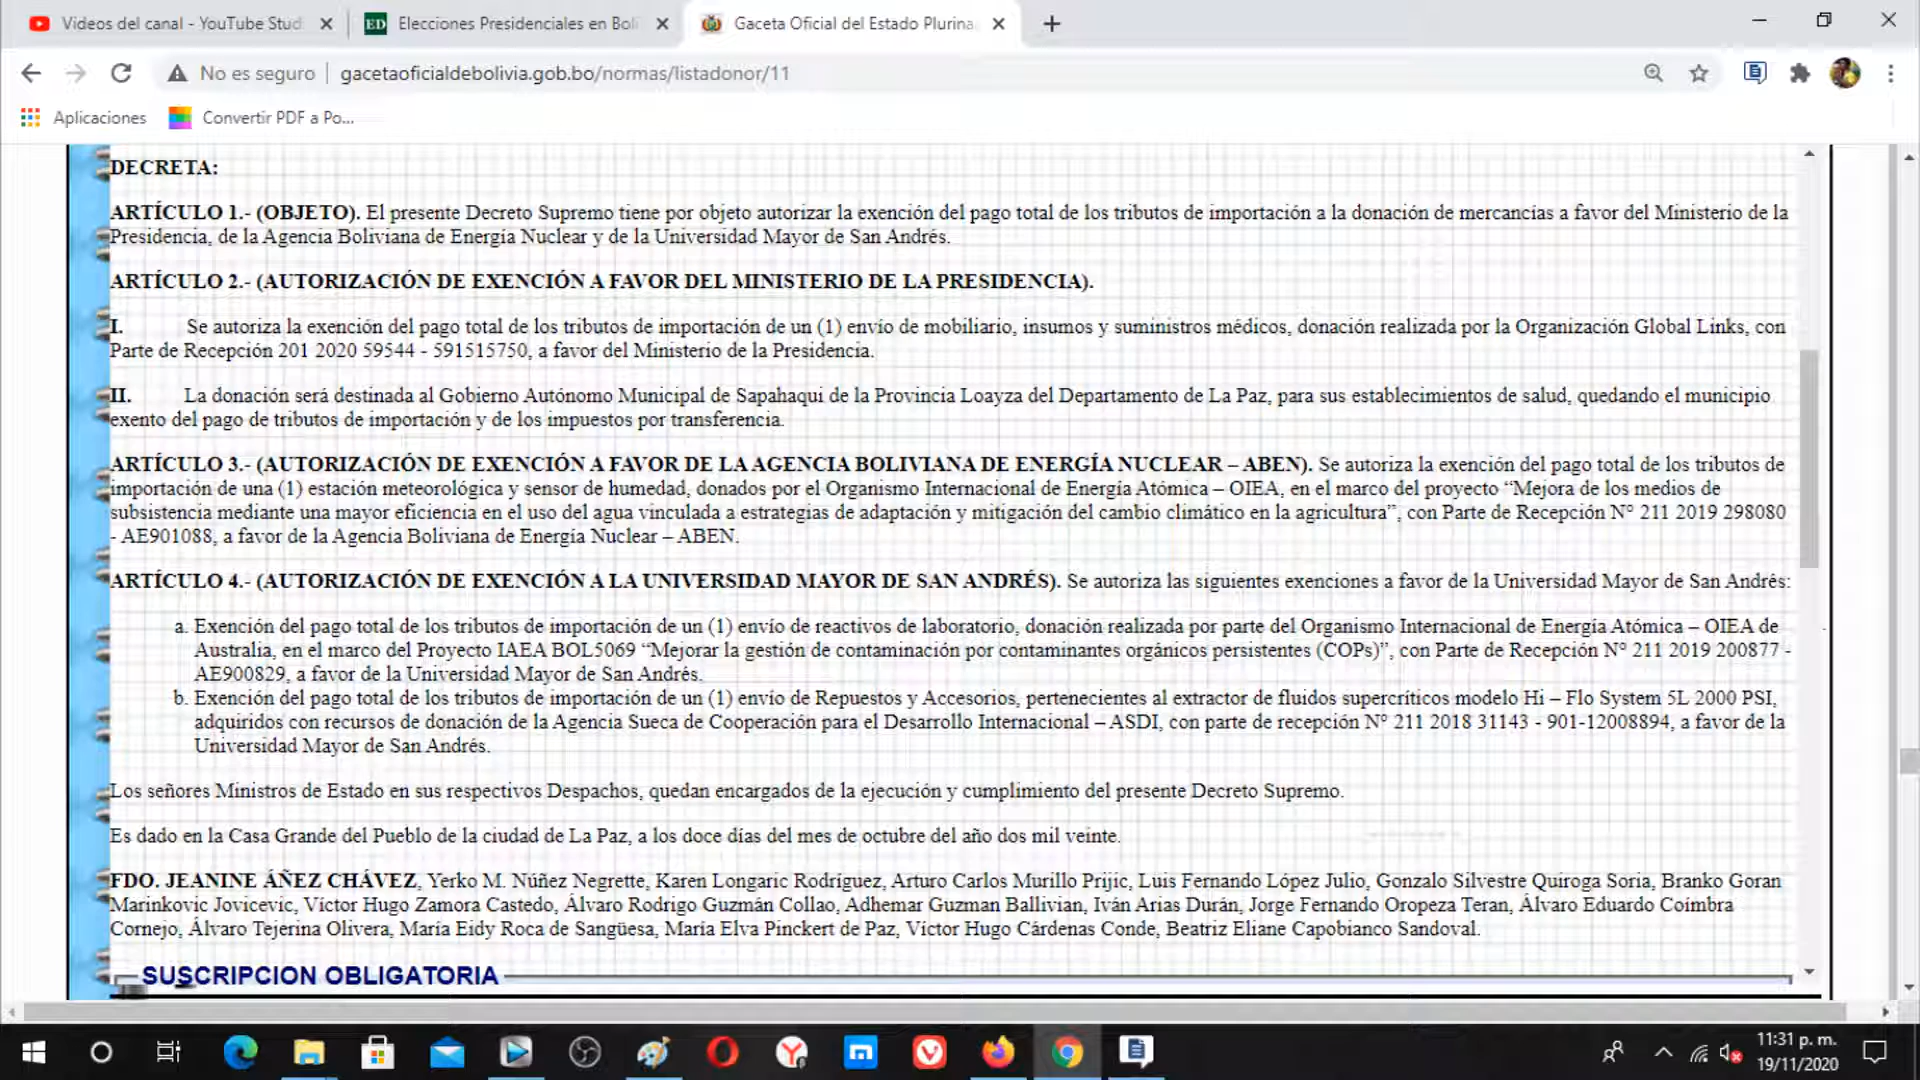 Videos del canal - YouTube Stud
Elecciones Presidenciales en Boli
Gaceta Oficial del Estado Plurina
No es seguro
gacetaoficialdebolivia.gob.bo/normas/listadonor/11
Aplicaciones
Convertir PDF a Po...
DECRETA:
ARTÍCULO 1.- (OBJETO). El presente Decreto Supremo tiene por objeto autorizar la exención del pago total de los tributos de importación a la donación de mercancías a favor del Ministerio de la
Presidencia, de la Agencia Boliviana de Energía Nuclear y de la Universidad Mayor de San Andrés.
ARTÍCULO 2.- (AUTORIZACIÓN DE EXENCIÓN A FAVOR DEL MINISTERIO DE LA PRESIDENCIA).
I. Se autoriza la exención del pago total de los tributos de importación de un (1) envío de mobiliario, insumos y suministros médicos, donación realizada por la Organización Global Links, con
Parte de Recepción 201 2020 59544 - 591515750, a favor del Ministerio de la Presidencia.
II. La donación será destinada al Gobierno Autónomo Municipal de Sapahaqui de la Provincia Loayza del Departamento de La Paz, para sus establecimientos de salud, quedando el municipio
exento del pago de tributos de importación y de los impuestos por transferencia.
ARTÍCULO 3.- (AUTORIZACIÓN DE EXENCIÓN A FAVOR DE LA AGENCIA BOLIVIANA DE ENERGÍA NUCLEAR – ABEN). Se autoriza la exención del pago total de los tributos de
importación de una (1) estación meteorológica y sensor de humedad, donados por el Organismo Internacional de Energía Atómica – OIEA, en el marco del proyecto “Mejora de los medios de
subsistencia mediante una mayor eficiencia en el uso del agua vinculada a estrategias de adaptación y mitigación del cambio climático en la agricultura”, con Parte de Recepción N° 211 2019 298080
- AE901088, a favor de la Agencia Boliviana de Energía Nuclear – ABEN.
ARTÍCULO 4.- (AUTORIZACIÓN DE EXENCIÓN A LA UNIVERSIDAD MAYOR DE SAN ANDRÉS). Se autoriza las siguientes exenciones a favor de la Universidad Mayor de San Andrés:
a. Exención del pago total de los tributos de importación de un (1) envío de reactivos de laboratorio, donación realizada por parte del Organismo Internacional de Energía Atómica – OIEA de
Australia, en el marco del Proyecto IAEA BOL5069 “Mejorar la gestión de contaminación por contaminantes orgánicos persistentes (COPs)”, con Parte de Recepción N° 211 2019 200877 -
AE900829, a favor de la Universidad Mayor de San Andrés.
b. Exención del pago total de los tributos de importación de un (1) envío de Repuestos y Accesorios, pertenecientes al extractor de fluidos supercríticos modelo Hi – Flo System 5L 2000 PSI,
adquiridos con recursos de donación de la Agencia Sueca de Cooperación para el Desarrollo Internacional – ASDI, con parte de recepción N° 211 2018 31143 - 901-12008894, a favor de la
Universidad Mayor de San Andrés.
Los señores Ministros de Estado en sus respectivos Despachos, quedan encargados de la ejecución y cumplimiento del presente Decreto Supremo.
Es dado en la Casa Grande del Pueblo de la ciudad de La Paz, a los doce días del mes de octubre del año dos mil veinte.
FDO. JEANINE ÁÑEZ CHÁVEZ, Yerko M. Núñez Negrette, Karen Longaric Rodríguez, Arturo Carlos Murillo Prijic, Luis Fernando López Julio, Gonzalo Silvestre Quiroga Soria, Branko Goran
Marinkovic Jovicevic, Víctor Hugo Zamora Castedo, Álvaro Rodrigo Guzmán Collao, Adhemar Guzman Ballivian, Iván Arias Durán, Jorge Fernando Oropeza Teran, Álvaro Eduardo Coímbra
Cornejo, Álvaro Tejerina Olivera, María Eidy Roca de Sangüesa, María Elva Pinckert de Paz, Víctor Hugo Cárdenas Conde, Beatriz Eliane Capobianco Sandoval.
SUSCRIPCION OBLIGATORIA
11:31 p. m.
19/11/2020